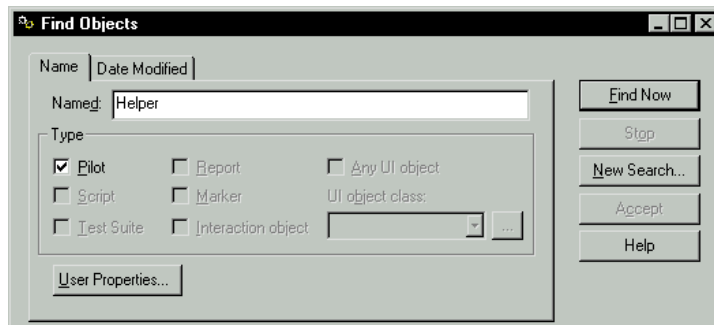 Find Objects
Name Date Modified
Named: Helper
Find Now
Type
Stop
Pilot Report Any UI object
New Search...
Script Marker UI object class:
Accept
Test Suite Interaction object ...
Help
User Properties...